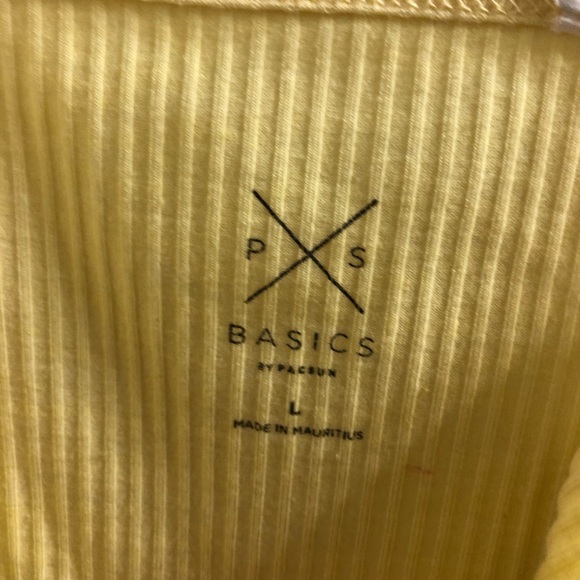 P S
BASICS
BY PACSUN
L
MADE IN MAURITIUS